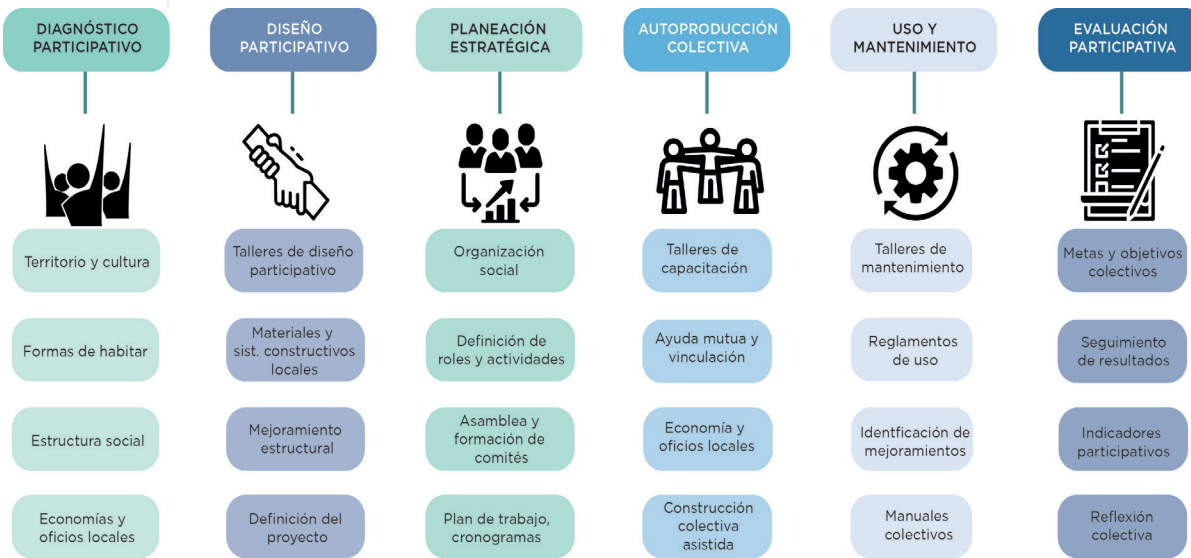 DIAGNÓSTICO
PARTICIPATIVO
Territorio y cultura
Formas de habitar
Estructura social
Economías y
oficios locales
DISEÑO
PARTICIPATIVO
Talleres de diseño
participativo
Materiales y
sist. constructivos
locales
Mejoramiento
estructural
Definición del
proyecto
PLANEACIÓN
ESTRATÉGICA
Organización
social
Definición de
roles y actividades
Asamblea y
formación de
comités
Plan de trabajo,
cronogramas
AUTOPRODUCCIÓN
COLECTIVA
Talleres de
capacitación
Ayuda mutua y
vinculación
Economía y
oficios locales
Construcción
colectiva
asistida
USO Y
MANTENIMIENTO
Talleres de
mantenimiento
Reglamentos
de uso
Identficación de
mejoramientos
Manuales
colectivos
EVALUACIÓN
PARTICIPATIVA
Metas y objetivos
colectivos
Seguimiento
de resultados
Indicadores
participativos
Reflexión
colectiva